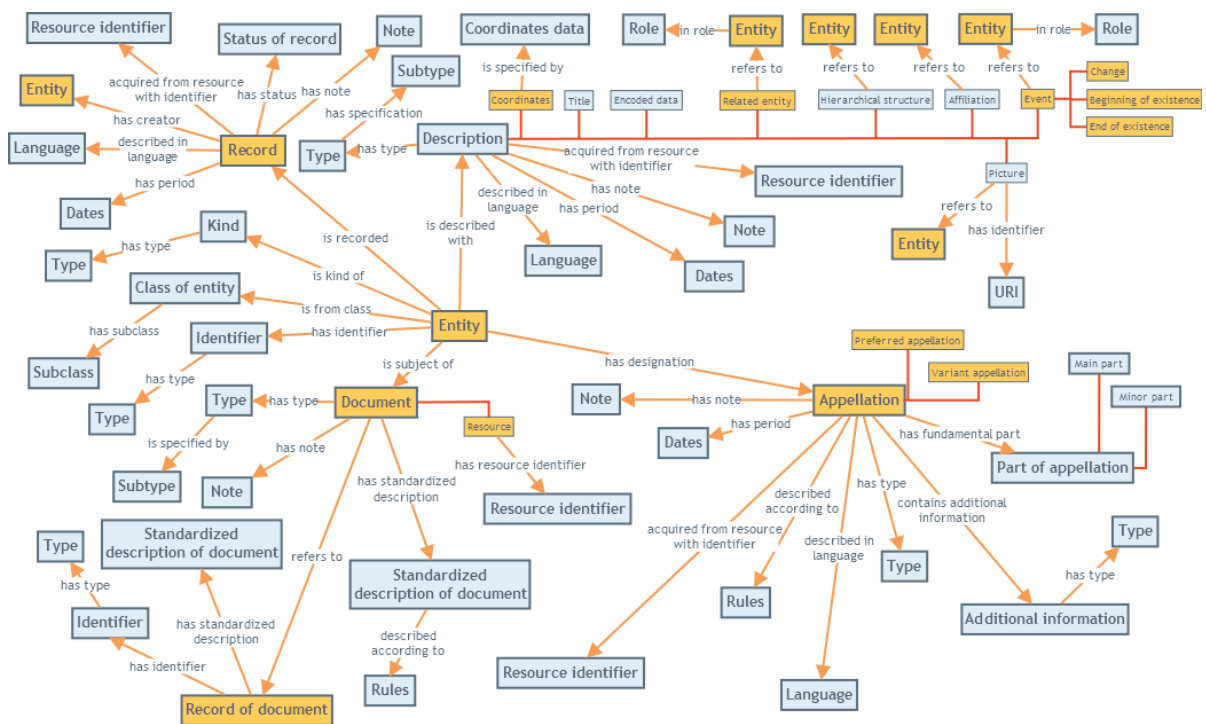 Resource identifier
Status of record
Note
Coordinates data
Role
in role
Entity
Entity
Entity
Entity
in role
Role
Subtype
acquired from resource
with identifier
has status
has note
is specified by
refers to
refers to
refers to
refers to
Change
Entity
has creator
has specification
Coordinates
Title
Encoded data
Related entity
Hierarchical structure
Affiliation
Event
Beginning of existence
End of existence
Language
described in
language
Record
Type
has type
Description
acquired from resource
with identifier
Resource identifier
Picture
has period
Dates
described in
language
has note
has period
Note
refers to
has identifier
Kind
has type
Type
is recorded
is described
with
Language
Dates
Entity
URI
is kind of
Class of entity
is from class
has subclass
Identifier
has identifier
Entity
Subclass
has type
Type
is subject of
has designation
Preferred appellation
Variant appellation
Main part
Minor part
Type
has type
Document
Resource
Note
has note
Appellation
Dates
has period
has fundamental part
Part of appellation
is specified by
Subtype
has note
Note
has standardized
description
has resource identifier
Resource identifier
acquired from resource
with identifier
described
according to
described in
language
has type
Type
contains additional
information
Type
has type
Additional information
Rules
Language
Resource identifier
Standardized
description of document
Type
has type
Identifier
refers to
Standardized
description of document
has standardized
description
has identifier
described
according to
Rules
Record of document